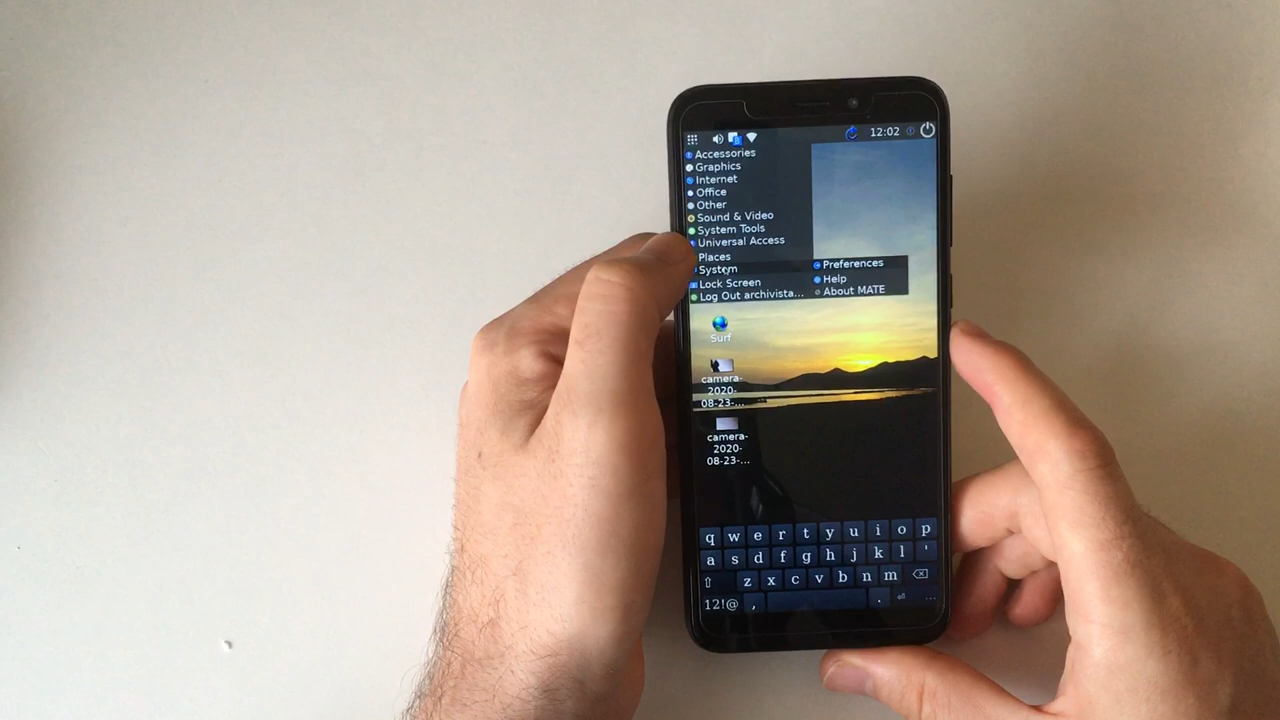 12:02
Accessories
Graphics
Internet
Office
Other
Sound & Video
System Tools
Universal Access
Places
System
Lock Screen
Log Out archivista...
Preferences
Help
About MATE
Surf
camera-
2020-
08-23-...
camera-
2020-
08-23-...
q w e r t y u i o p
a s d f g h j k l '
z x c v b n m
12!@ , . ...